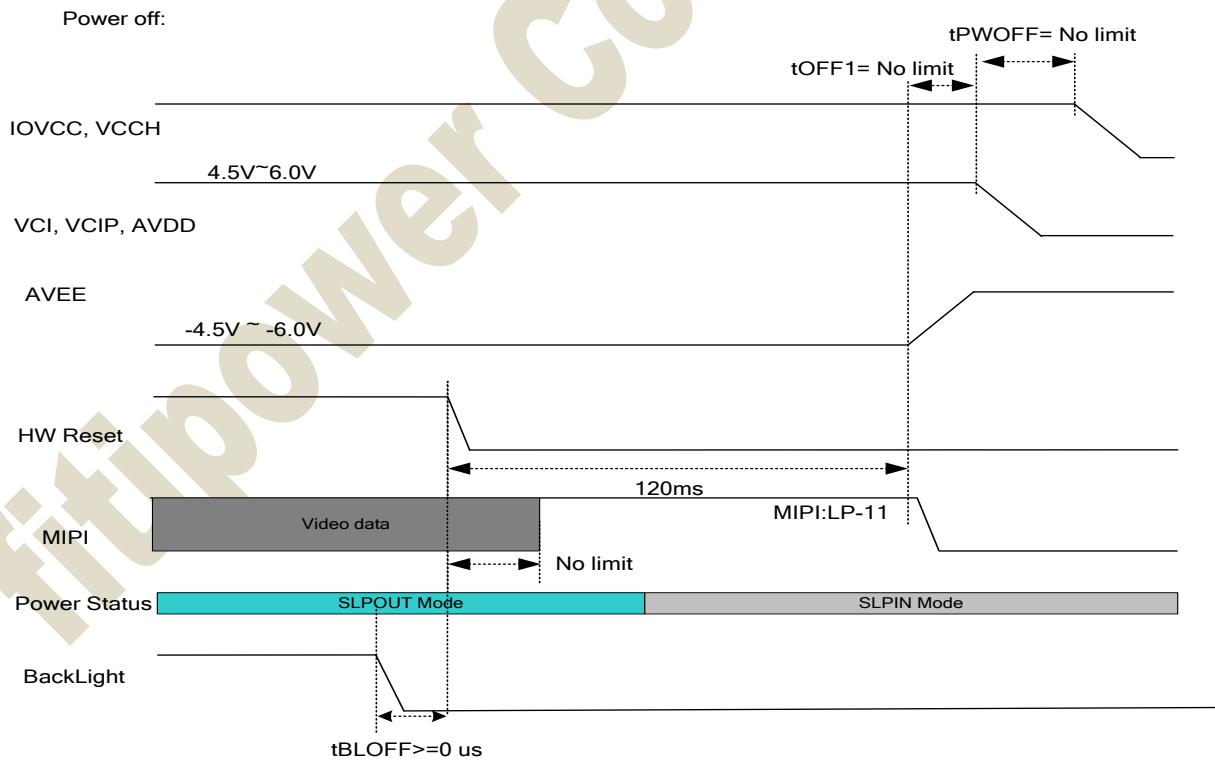 Power off:
tPWOFF= No limit
tOFF1= No limit
IOVCC, VCCH
4.5V~6.0V
VCI, VCIP, AVDD
AVEE
-4.5V ~ -6.0V
HW Reset
120ms
MIPI:LP-11
Video data
MIPI
No limit
Power Status
SLPOUT Mode
SLPIN Mode
BackLight
tBLOFF>=0 us
fitipower Co